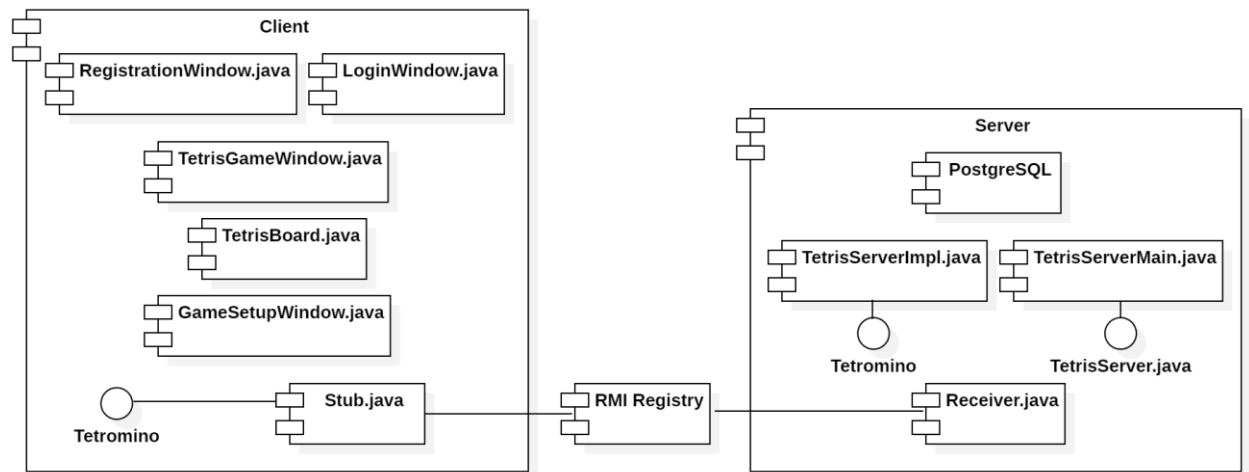 Client
RegistrationWindow.java
LoginWindow.java
TetrisGameWindow.java
TetrisBoard.java
GameSetupWindow.java
Stub.java
Tetromino
RMI Registry
Server
PostgreSQL
TetrisServerImpl.java
TetrisServerMain.java
Tetromino
TetrisServer.java
Receiver.java